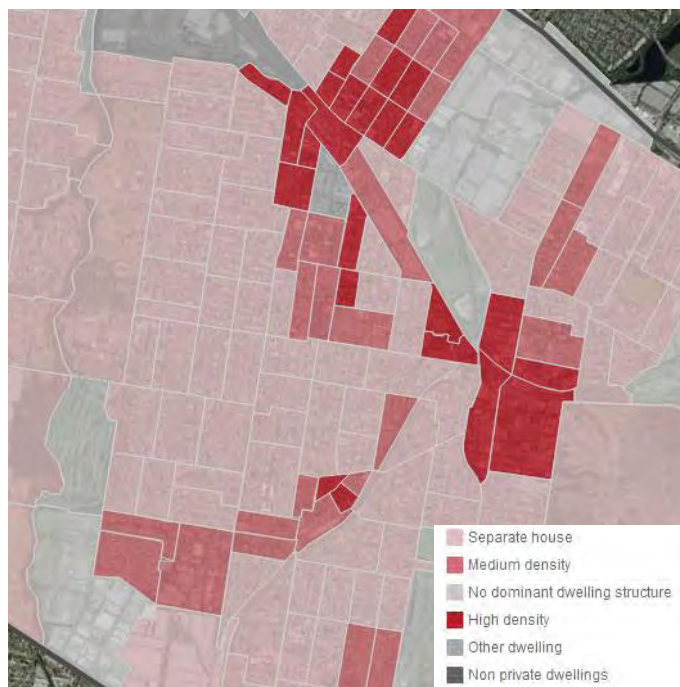 Separate house
Medium density
No dominant dwelling structure
High density
Other dwelling
Non private dwellings